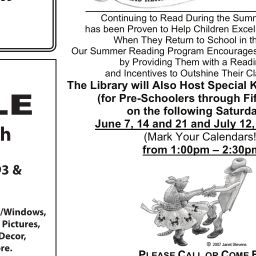 Continuing to Read During the Summ
has been Proven to Help Children Excel
When They Return to School in th
Our Summer Reading Program Encourages
by Providing Them with a Readi
and Incentives to Outshine Their Cl
The Library will Also Host Special K
(for Pre-Schoolers through Fif
on the following Saturda
June 7, 14 and 21 and July 12,
(Mark Your Calendars!
from 1:00pm – 2:30pm
LE
h
93 &
/Windows,
Pictures,
Decor,
re.
© 2007 Janet Stevens
PLEASE CALL OR COME